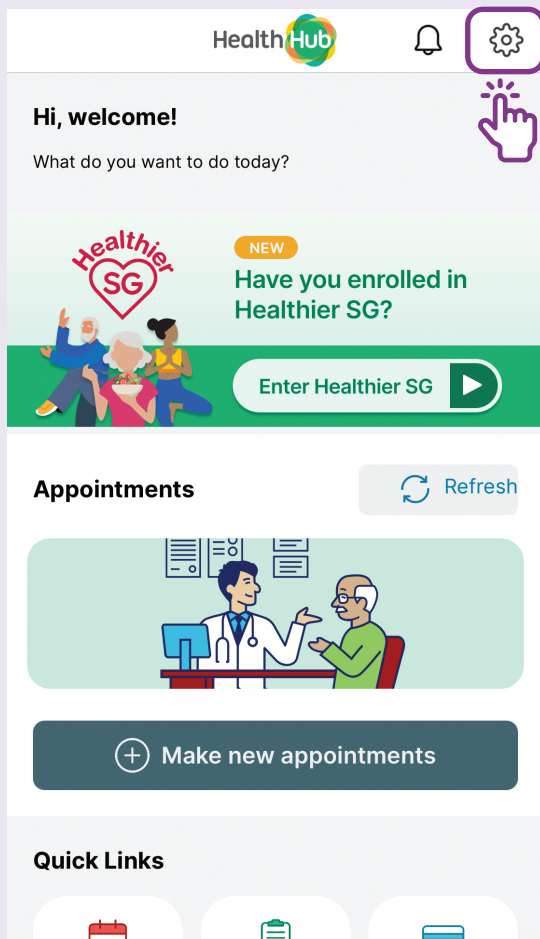 HealthHub
Hi, welcome!
What do you want to do today?
Healthier
SG
NEW
Have you enrolled in
Healthier SG?
Enter Healthier SG
Appointments
Refresh
Make new appointments
Quick Links